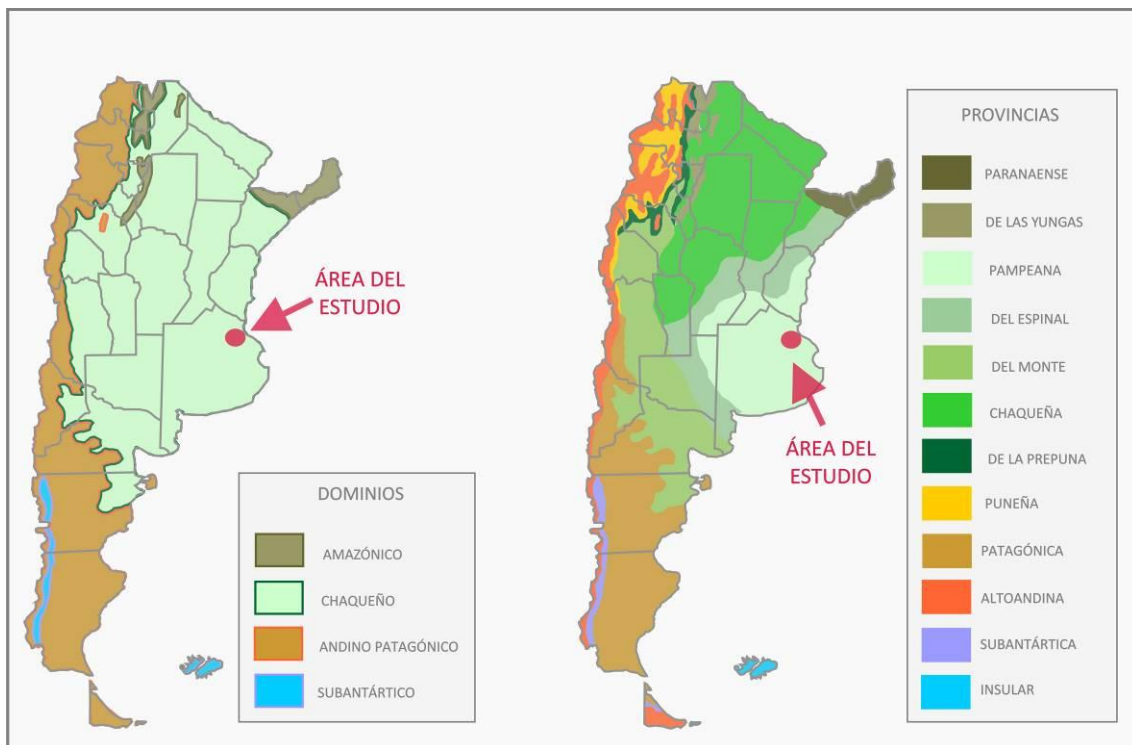 ÁREA DEL
ESTUDIO
DOMINIOS
AMAZÓNICO
CHAQUEÑO
ANDINO PATAGÓNICO
SUBANTÁRTICO
ÁREA DEL
ESTUDIO
PROVINCIAS
PARANAENSE
DE LAS YUNGAS
PAMPEANA
DEL ESPINAL
DEL MONTE
CHAQUEÑA
DE LA PREPUNA
PUNEÑA
PATAGÓNICA
ALTOANDINA
SUBANTÁRTICA
INSULAR